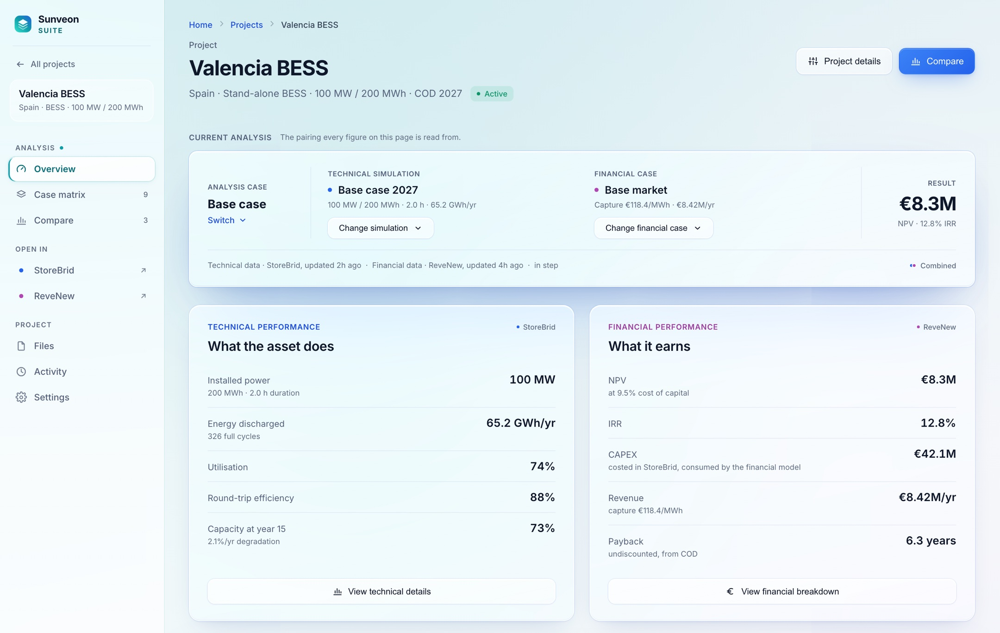 Sunveon
SUITE
All projects
Valencia BESS
Spain · BESS · 100 MW / 200 MWh
ANALYSIS
Overview
Case matrix 9
Compare 3
OPEN IN
StoreBrid
ReveNew
PROJECT
Files
Activity
Settings
Home Projects Valencia BESS
Project
Valencia BESS
Spain · Stand-alone BESS · 100 MW / 200 MWh · COD 2027 Active
Project details
Compare
CURRENT ANALYSIS The pairing every figure on this page is read from.
ANALYSIS CASE
Base case
Switch
TECHNICAL SIMULATION
Base case 2027
100 MW / 200 MWh · 2.0 h · 65.2 GWh/yr
Change simulation
FINANCIAL CASE
Base market
Capture €118.4/MWh · €8.42M/yr
Change financial case
RESULT
€8.3M
NPV · 12.8% IRR
Technical data · StoreBrid, updated 2h ago · Financial data · ReveNew, updated 4h ago · in step
Combined
TECHNICAL PERFORMANCE StoreBrid
What the asset does
Installed power 100 MW
200 MWh · 2.0 h duration
Energy discharged 65.2 GWh/yr
326 full cycles
Utilisation 74%
Round-trip efficiency 88%
Capacity at year 15 73%
2.1%/yr degradation
View technical details
FINANCIAL PERFORMANCE ReveNew
What it earns
NPV €8.3M
at 9.5% cost of capital
IRR 12.8%
CAPEX €42.1M
costed in StoreBrid, consumed by the financial model
Revenue €8.42M/yr
capture €118.4/MWh
Payback 6.3 years
undiscounted, from COD
€ View financial breakdown